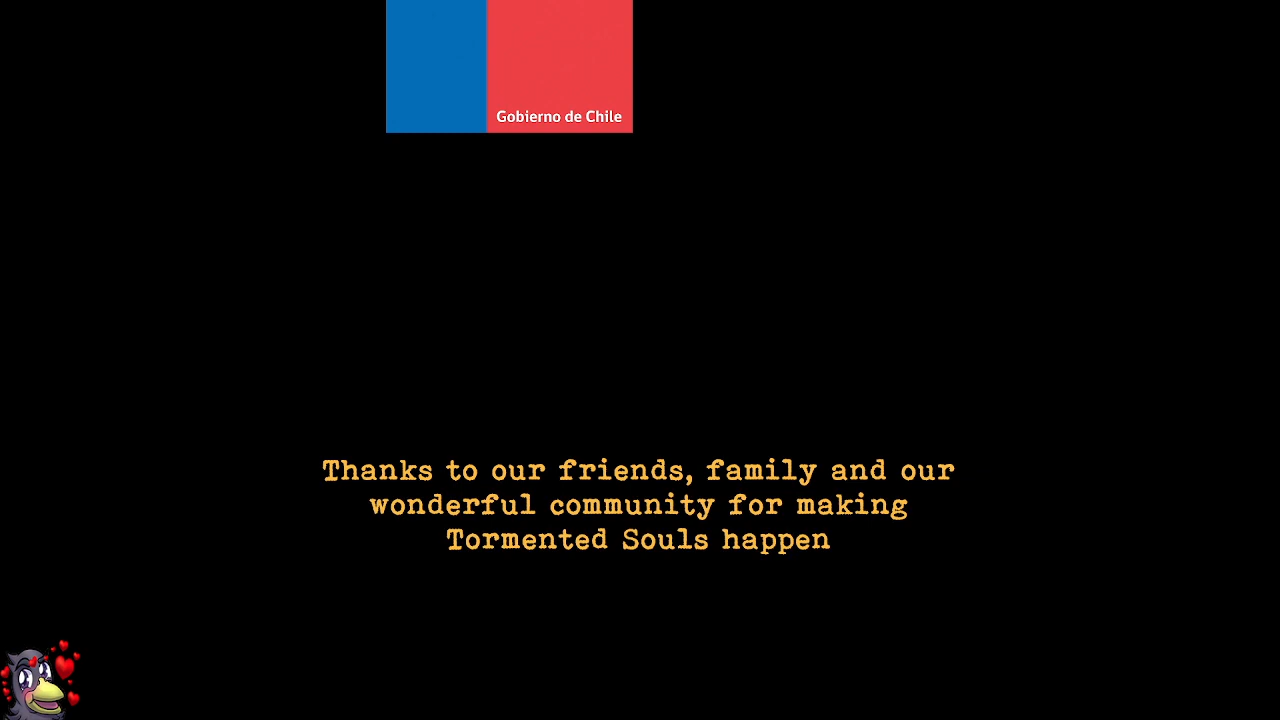 Gobierno de Chile
Thanks to our friends, family and our
wonderful community for making
Tormented Souls happen